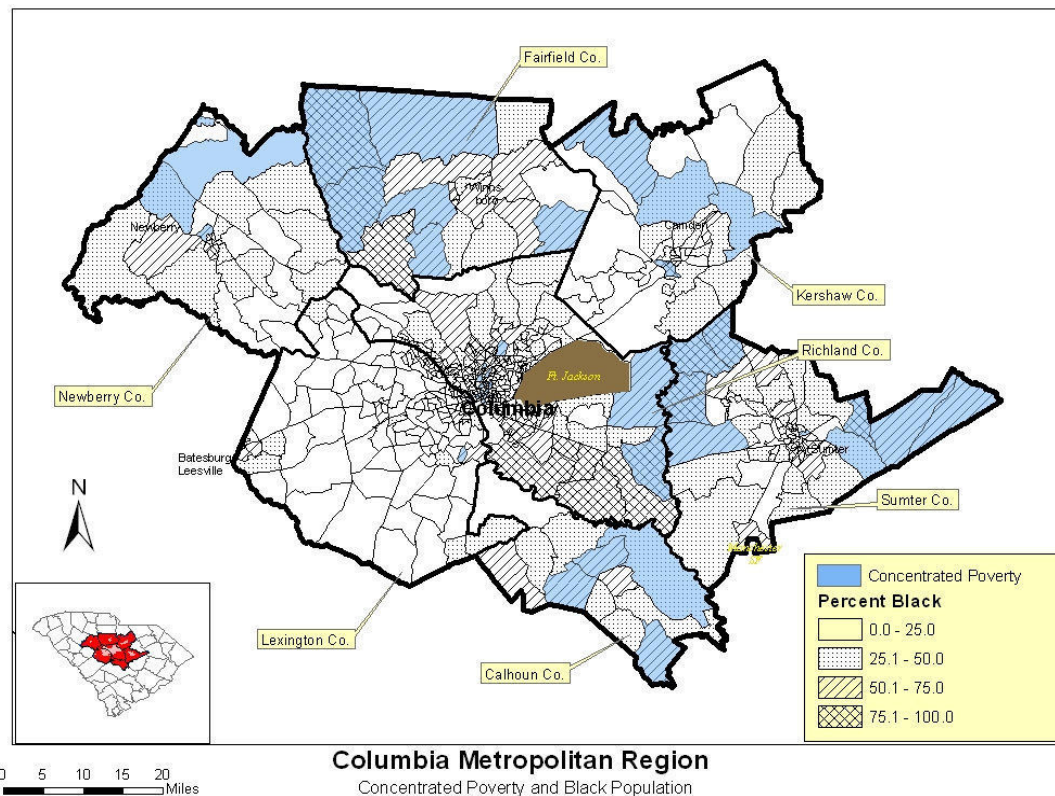 Fairfield Co.
Winns
boro
Newberry
Camden
Kershaw Co.
Richland Co.
Ft. Jackson
Newberry Co.
Columbia
Batesburg
Leesville
Sumter
N
Sumter Co.
Lexington Co.
Calhoun Co.
Concentrated Poverty
Percent Black
0.0 - 25.0
25.1 - 50.0
50.1 - 75.0
75.1 - 100.0
Columbia Metropolitan Region
Concentrated Poverty and Black Population
0 5 10 15 20
Miles